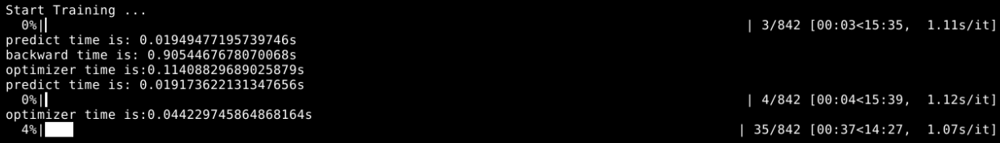 Start Training ...
0%| | 3/842 [00:03<15:35, 1.11s/it]
predict time is: 0.01949477195739746s
backward time is: 0.9054467678070068s
optimizer time is:0.11408829689025879s
predict time is: 0.019173622131347656s
0%| | 4/842 [00:04<15:39, 1.12s/it]
optimizer time is:0.044229745864868164s
4%| | 35/842 [00:37<14:27, 1.07s/it]